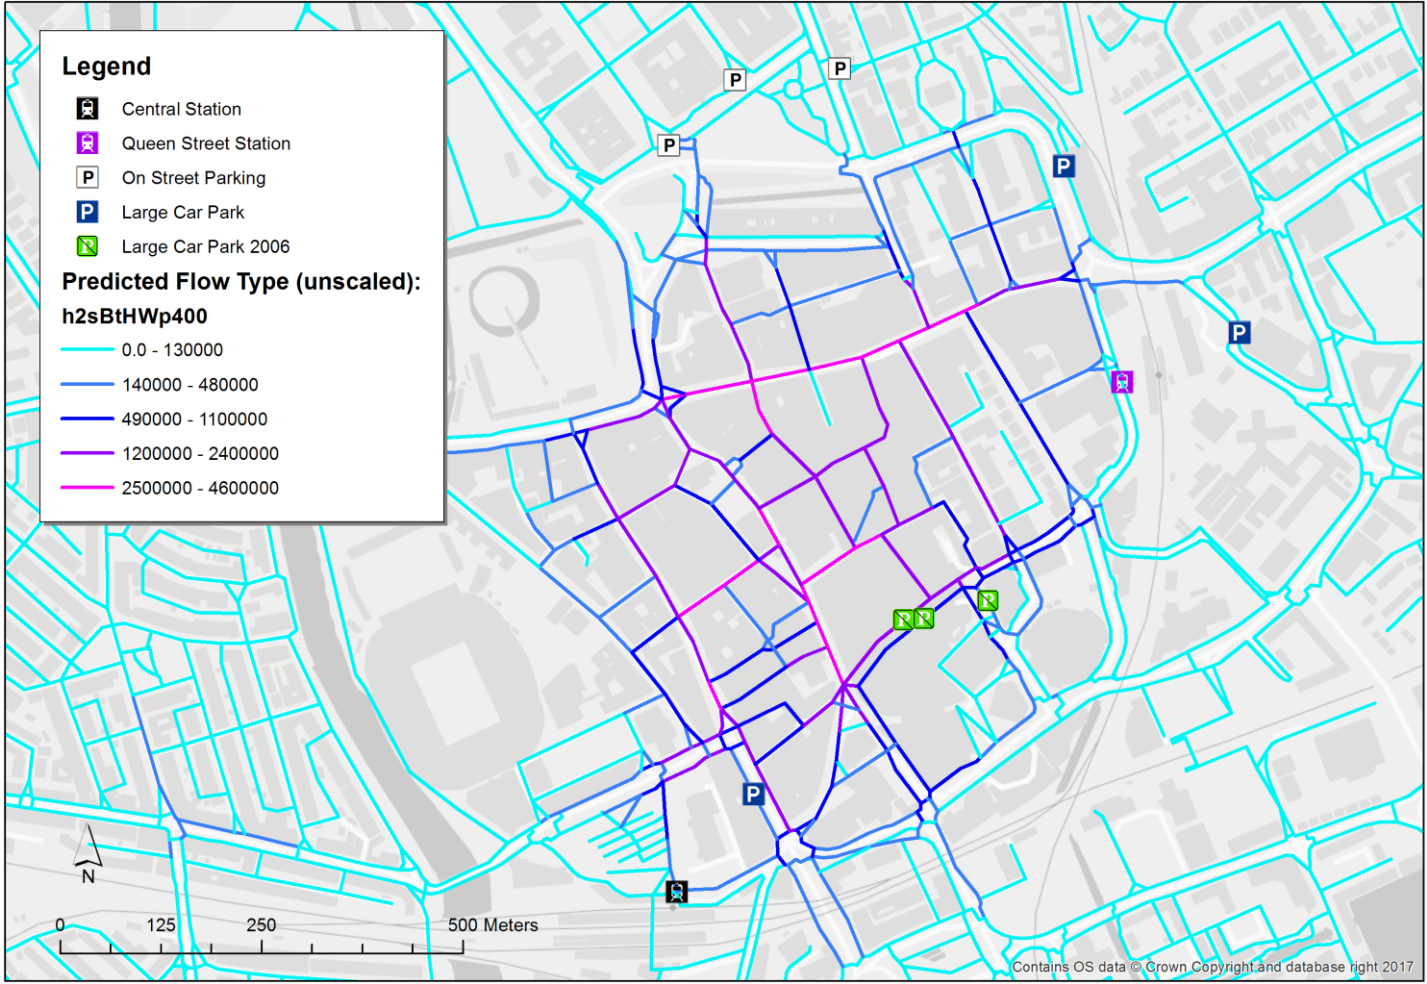 Legend
Central Station
Queen Street Station
P On Street Parking
P Large Car Park
P Large Car Park 2006
Predicted Flow Type (unscaled):
h2sBtHWp400
0.0 - 130000
140000 - 480000
490000 - 1100000
1200000 - 2400000
2500000 - 4600000
P
P
P
P
P
P
P
P
P
N
0 125 250 500 Meters
Contains OS data © Crown Copyright and database right 2017